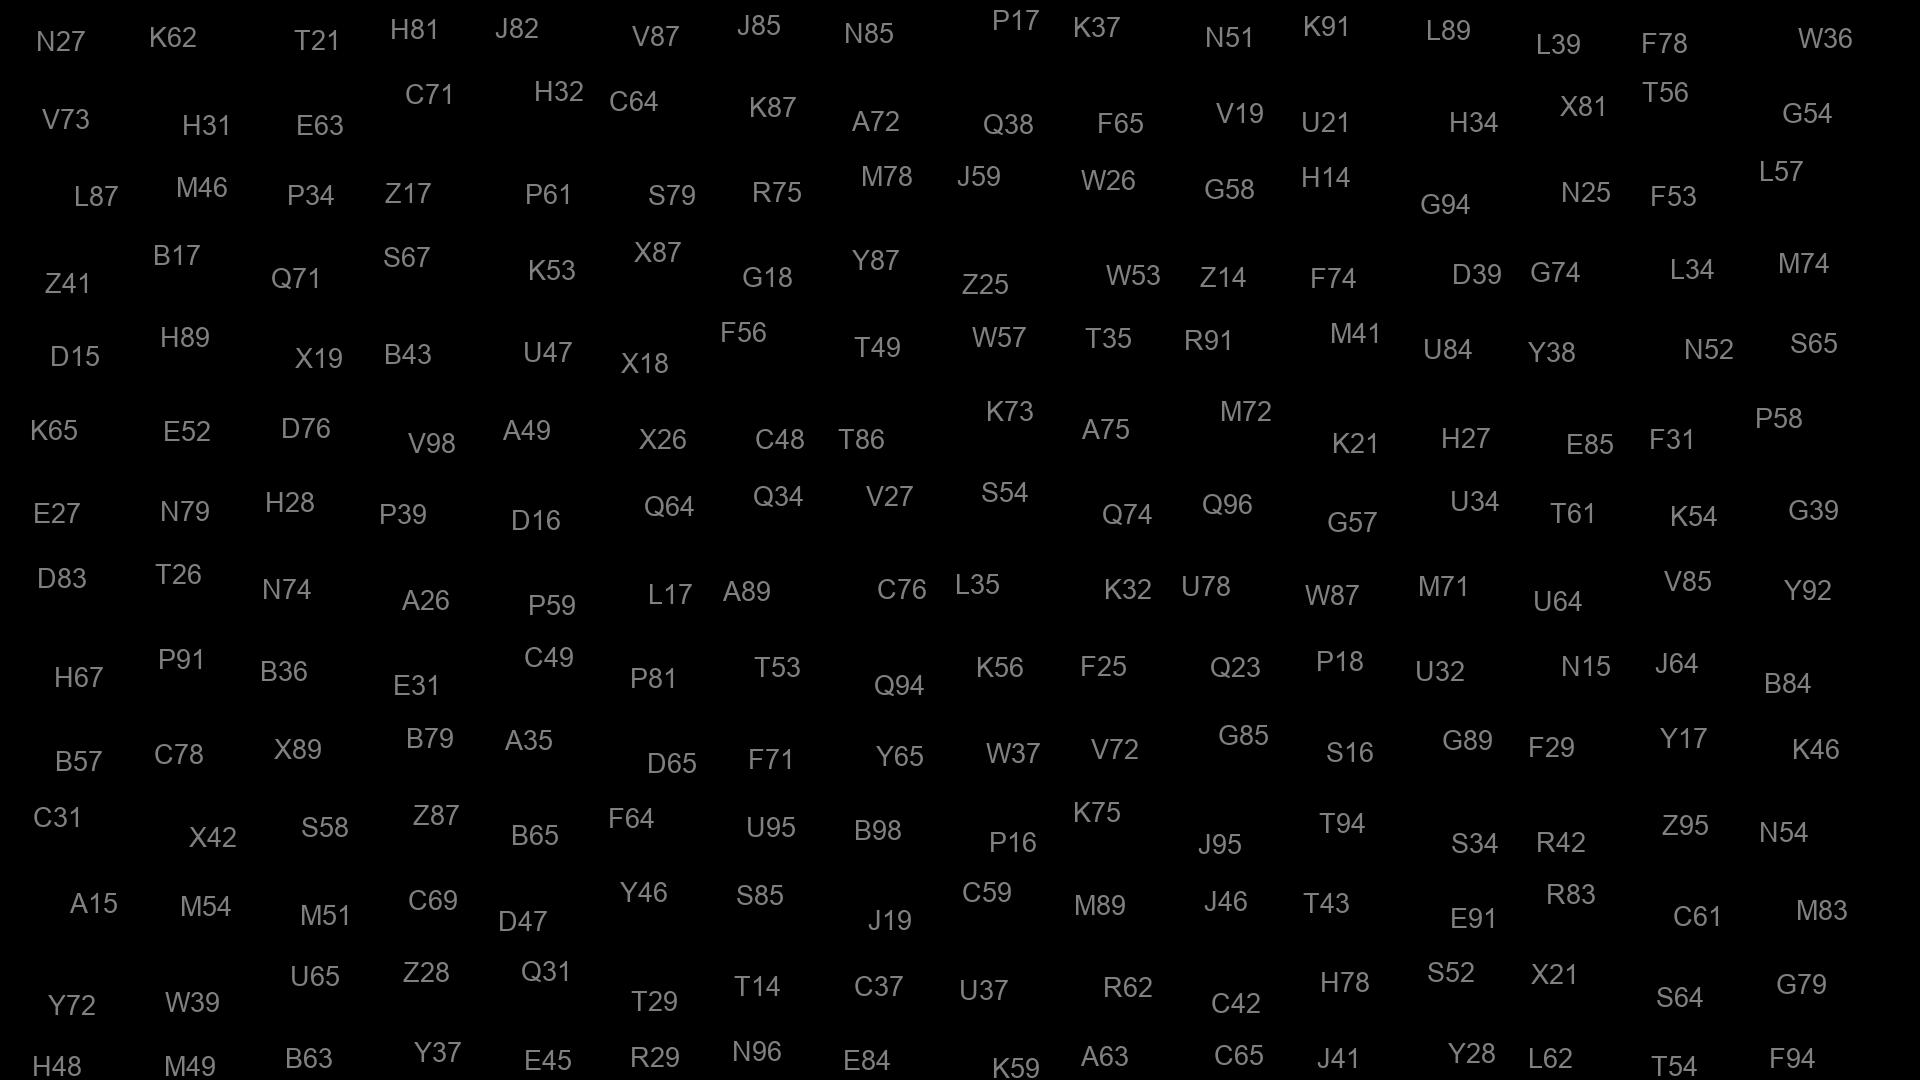 N27 K62 T21 H81 J82 V87 J85 N85 P17 K37 N51 K91 L89 L39 F78 W36
V73 H31 E63 C71 H32 C64 K87 A72 Q38 F65 V19 U21 H34 X81 T56 G54
L87 M46 P34 Z17 P61 S79 R75 M78 J59 W26 G58 H14 G94 N25 F53 L57
Z41 B17 Q71 S67 K53 X87 G18 Y87 Z25 W53 Z14 F74 D39 G74 L34 M74
D15 H89 X19 B43 U47 X18 F56 T49 W57 T35 R91 M41 U84 Y38 N52 S65
K65 E52 D76 V98 A49 X26 C48 T86 K73 A75 M72 K21 H27 E85 F31 P58
E27 N79 H28 P39 D16 Q64 Q34 V27 S54 Q74 Q96 G57 U34 T61 K54 G39
D83 T26 N74 A26 P59 L17 A89 C76 L35 K32 U78 W87 M71 U64 V85 Y92
H67 P91 B36 E31 C49 P81 T53 Q94 K56 F25 Q23 P18 U32 N15 J64 B84
B57 C78 X89 B79 A35 D65 F71 Y65 W37 V72 G85 S16 G89 F29 Y17 K46
C31 X42 S58 Z87 B65 F64 U95 B98 P16 K75 J95 T94 S34 R42 Z95 N54
A15 M54 M51 C69 D47 Y46 S85 J19 C59 M89 J46 T43 E91 R83 C61 M83
Y72 W39 U65 Z28 Q31 T29 T14 C37 U37 R62 C42 H78 S52 X21 S64 G79
H48 M49 B63 Y37 E45 R29 N96 E84 K59 A63 C65 J41 Y28 L62 T54 F94